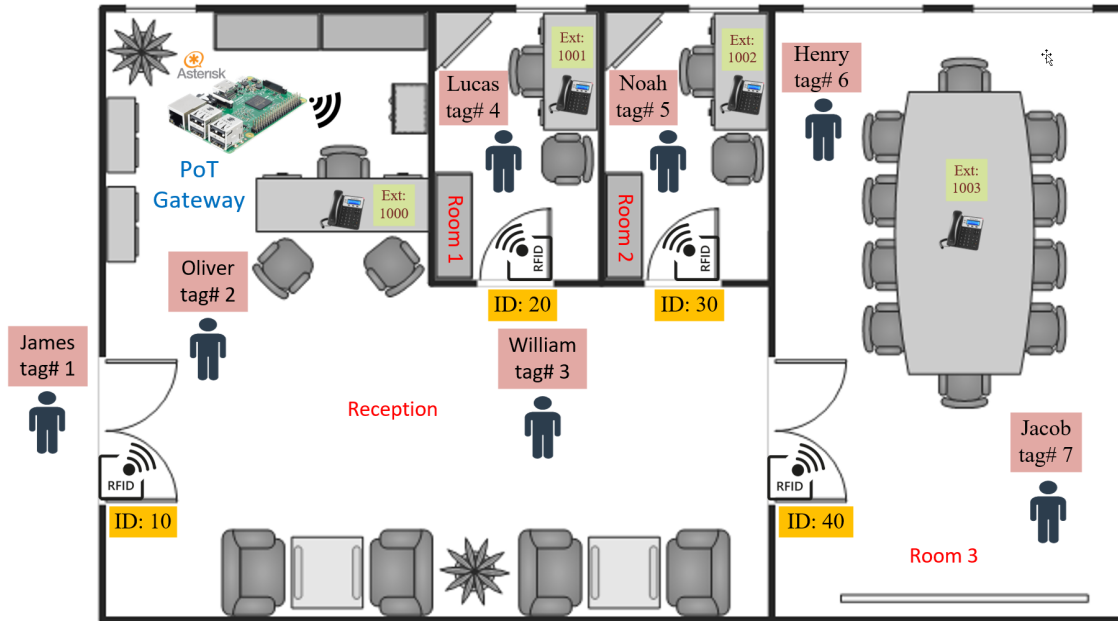 Asterisk
PoT
Gateway
Ext:
1000
Lucas
tag# 4
Ext:
1001
Room 1
RFID
ID: 20
Noah
tag# 5
Ext:
1002
Room 2
RFID
ID: 30
Henry
tag# 6
Ext:
1003
Oliver
tag# 2
James
tag# 1
William
tag# 3
Reception
Jacob
tag# 7
RFID
ID: 10
RFID
ID: 40
Room 3